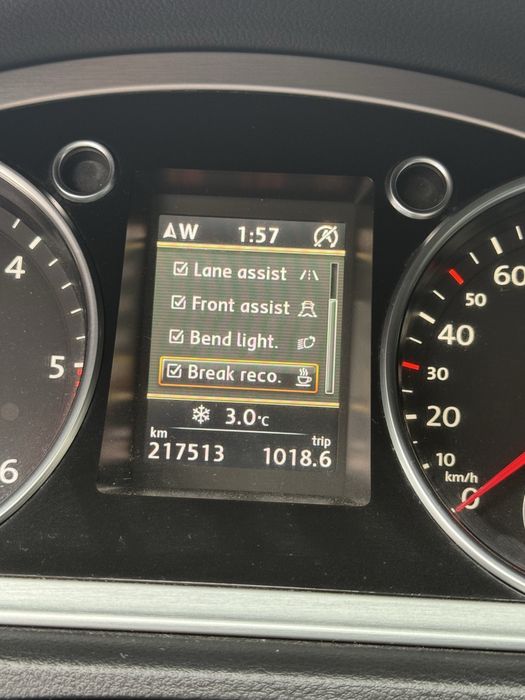 AW 1:57
Lane assist
Front assist
Bend light.
Break reco.
3.0°C
km trip
217513 1018.6
4
5
6
60
50
40
30
20
10
km/h
0